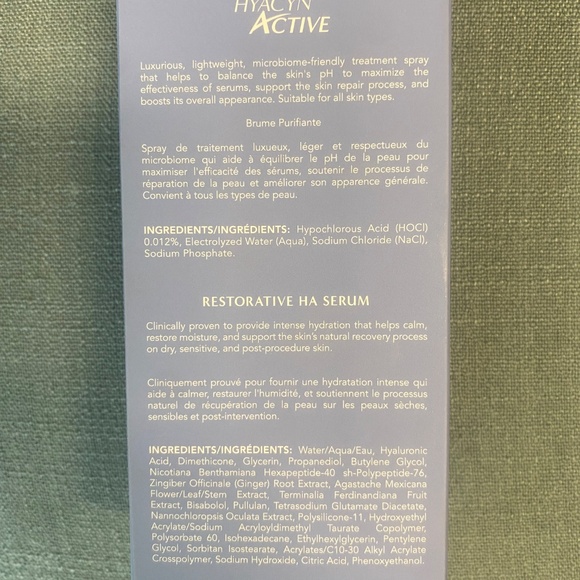 HYACYN
ACTIVE
Luxurious, lightweight, microbiome-friendly treatment spray
that helps to balance the skin's pH to maximize the
effectiveness of serums, support the skin repair process, and
boosts its overall appearance. Suitable for all skin types.
Brume Purifiante
Spray de traitement luxueux, léger et respectueux du
microbiome qui aide à équilibrer le pH de la peau pour
maximiser l'efficacité des sérums, soutenir le processus de
réparation de la peau et améliorer son apparence générale.
Convient à tous les types de peau.
INGREDIENTS/INGRÉDIENTS: Hypochlorous Acid (HOCl)
0.012%, Electrolyzed Water (Aqua), Sodium Chloride (NaCl),
Sodium Phosphate.
RESTORATIVE HA SERUM
Clinically proven to provide intense hydration that helps calm,
restore moisture, and support the skin's natural recovery process
on dry, sensitive, and post-procedure skin.
Cliniquement prouvé pour fournir une hydratation intense qui
aide à calmer, restaurer l'humidité, et soutiennent le processus
naturel de récupération de la peau sur les peaux sèches,
sensibles et post-intervention.
INGREDIENTS/INGRÉDIENTS: Water/Aqua/Eau, Hyaluronic
Acid, Dimethicone, Glycerin, Propanediol, Butylene Glycol,
Nicotiana Benthamiana Hexapeptide-40 sh-Polypeptide-76,
Zingiber Officinale (Ginger) Root Extract, Agastache Mexicana
Flower/Leaf/Stem Extract, Terminalia Ferdinandiana Fruit
Extract, Bisabolol, Pullulan, Tetrasodium Glutamate Diacetate,
Nannochloropsis Oculata Extract, Polysilicone-11, Hydroxyethyl
Acrylate/Sodium Acryloyldimethyl Taurate Copolymer,
Polysorbate 60, Isohexadecane, Ethylhexylglycerin, Pentylene
Glycol, Sorbitan Isostearate, Acrylates/C10-30 Alkyl Acrylate
Crosspolymer, Sodium Hydroxide, Citric Acid, Phenoxyethanol.